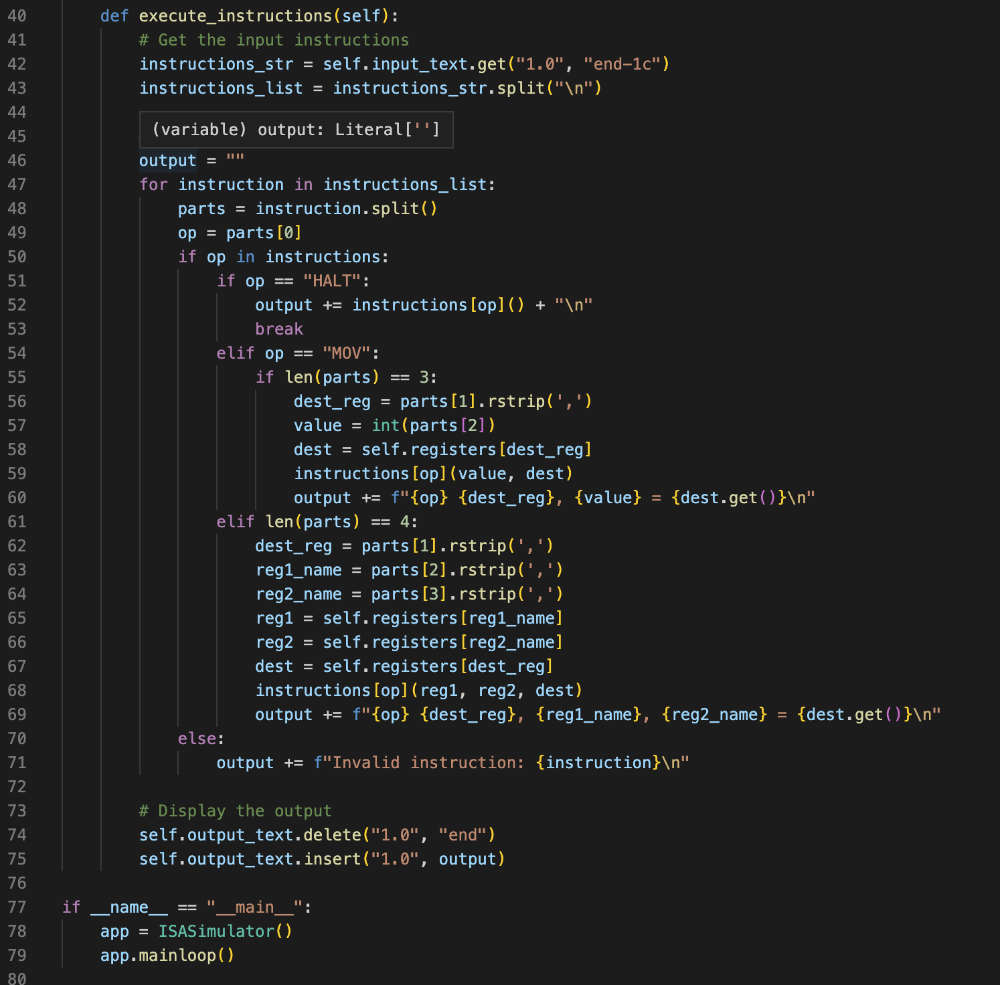 40 def execute_instructions(self):
41 # Get the input instructions
42 instructions_str = self.input_text.get("1.0", "end-1c")
43 instructions_list = instructions_str.split("\n")
44
(variable) output: Literal['']
45
46 output = ""
47 for instruction in instructions_list:
48 parts = instruction.split()
49 op = parts[0]
50 if op in instructions:
51 if op == "HALT":
52 output += instructions[op]() + "\n"
53 break
54 elif op == "MOV":
55 if len(parts) == 3:
56 dest_reg = parts[1].rstrip(',')
57 value = int(parts[2])
58 dest = self.registers[dest_reg]
59 instructions[op](value, dest)
60 output += f"{op} {dest_reg}, {value} = {dest.get()}\n"
61 elif len(parts) == 4:
62 dest_reg = parts[1].rstrip(',')
63 reg1_name = parts[2].rstrip(',')
64 reg2_name = parts[3].rstrip(',')
65 reg1 = self.registers[reg1_name]
66 reg2 = self.registers[reg2_name]
67 dest = self.registers[dest_reg]
68 instructions[op](reg1, reg2, dest)
69 output += f"{op} {dest_reg}, {reg1_name}, {reg2_name} = {dest.get()}\n"
70 else:
71 output += f"Invalid instruction: {instruction}\n"
72
73 # Display the output
74 self.output_text.delete("1.0", "end")
75 self.output_text.insert("1.0", output)
76
77 if __name__ == "__main__":
78 app = ISASimulator()
79 app.mainloop()
80